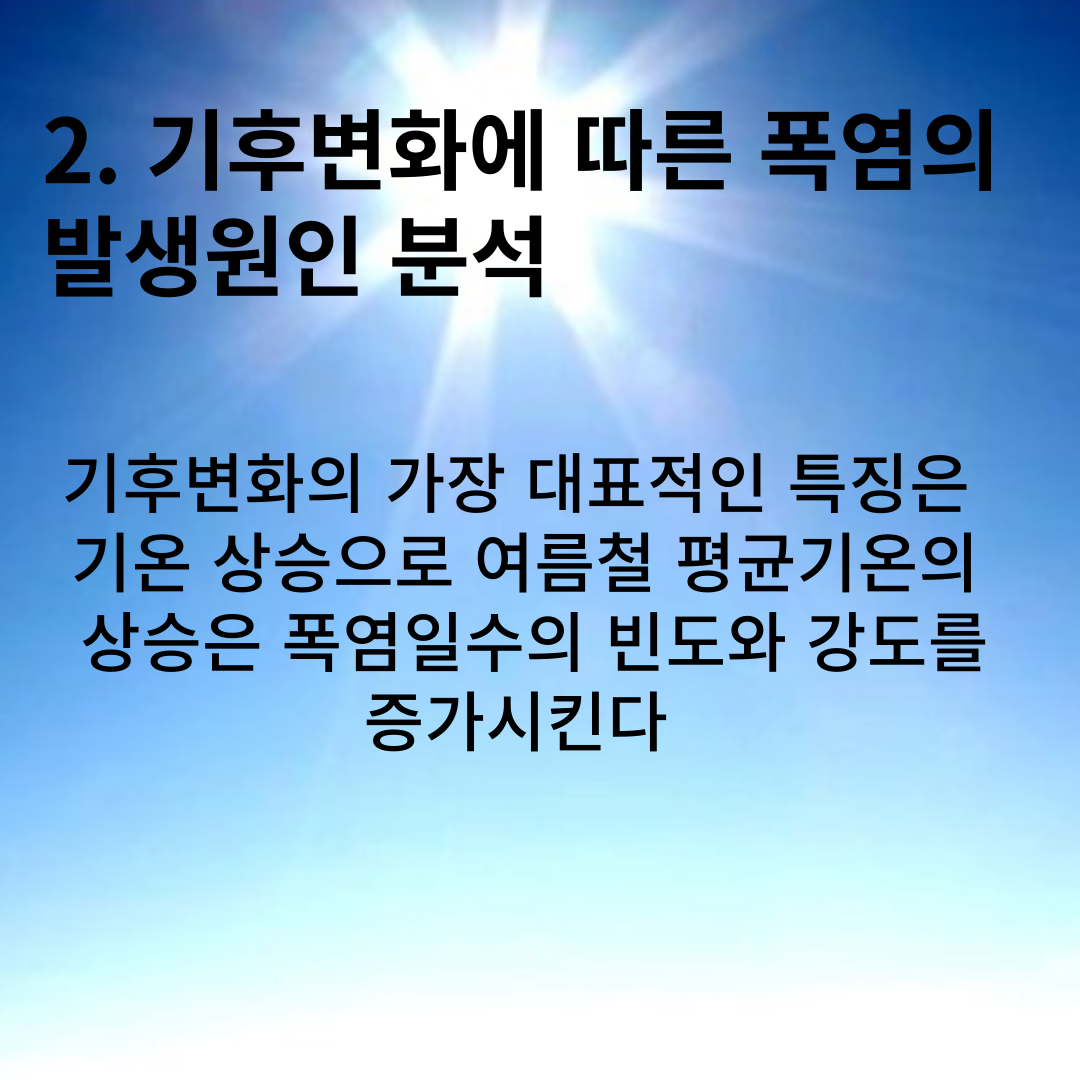 2. 기후변화에 따른 폭염의
발생원인 분석
기후변화의 가장 대표적인 특징은
기온 상승으로 여름철 평균기온의
상승은 폭염일수의 빈도와 강도를
증가시킨다